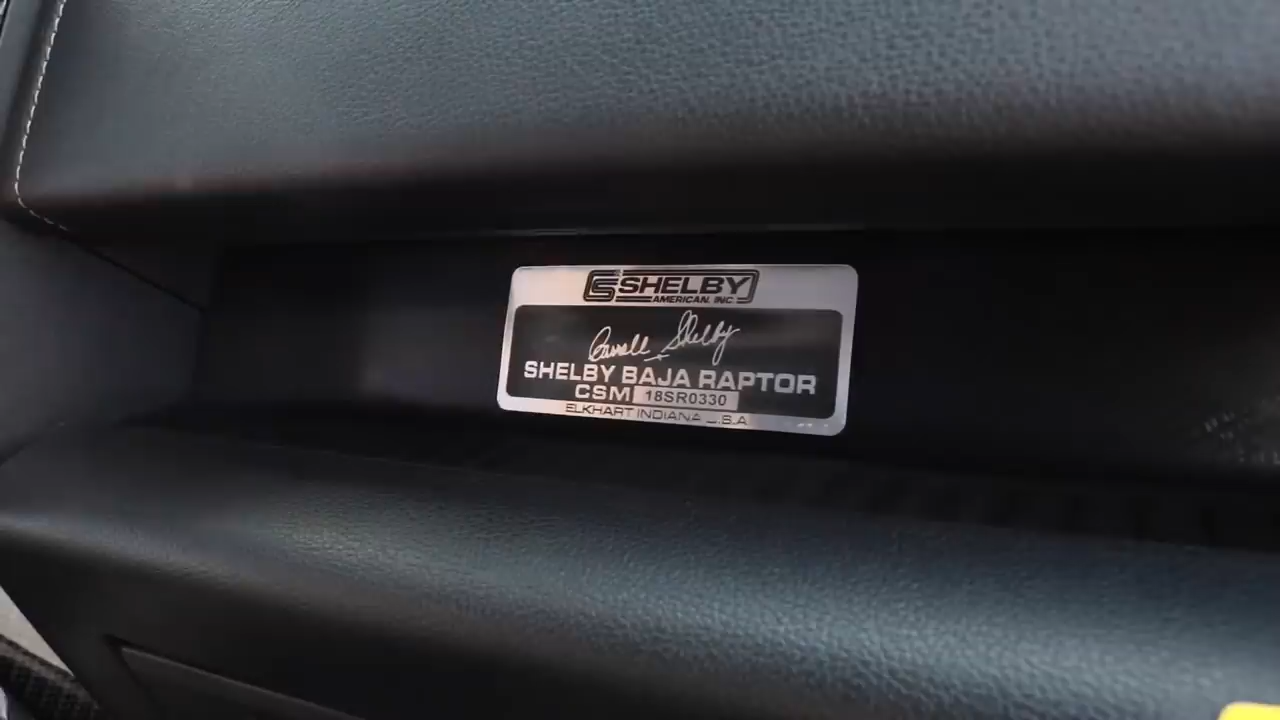 SHELBY
AMERICAN, INC.
Carroll Shelby
SHELBY BAJA RAPTOR
CSM 18SR0330
ELKHART INDIANA U.S.A